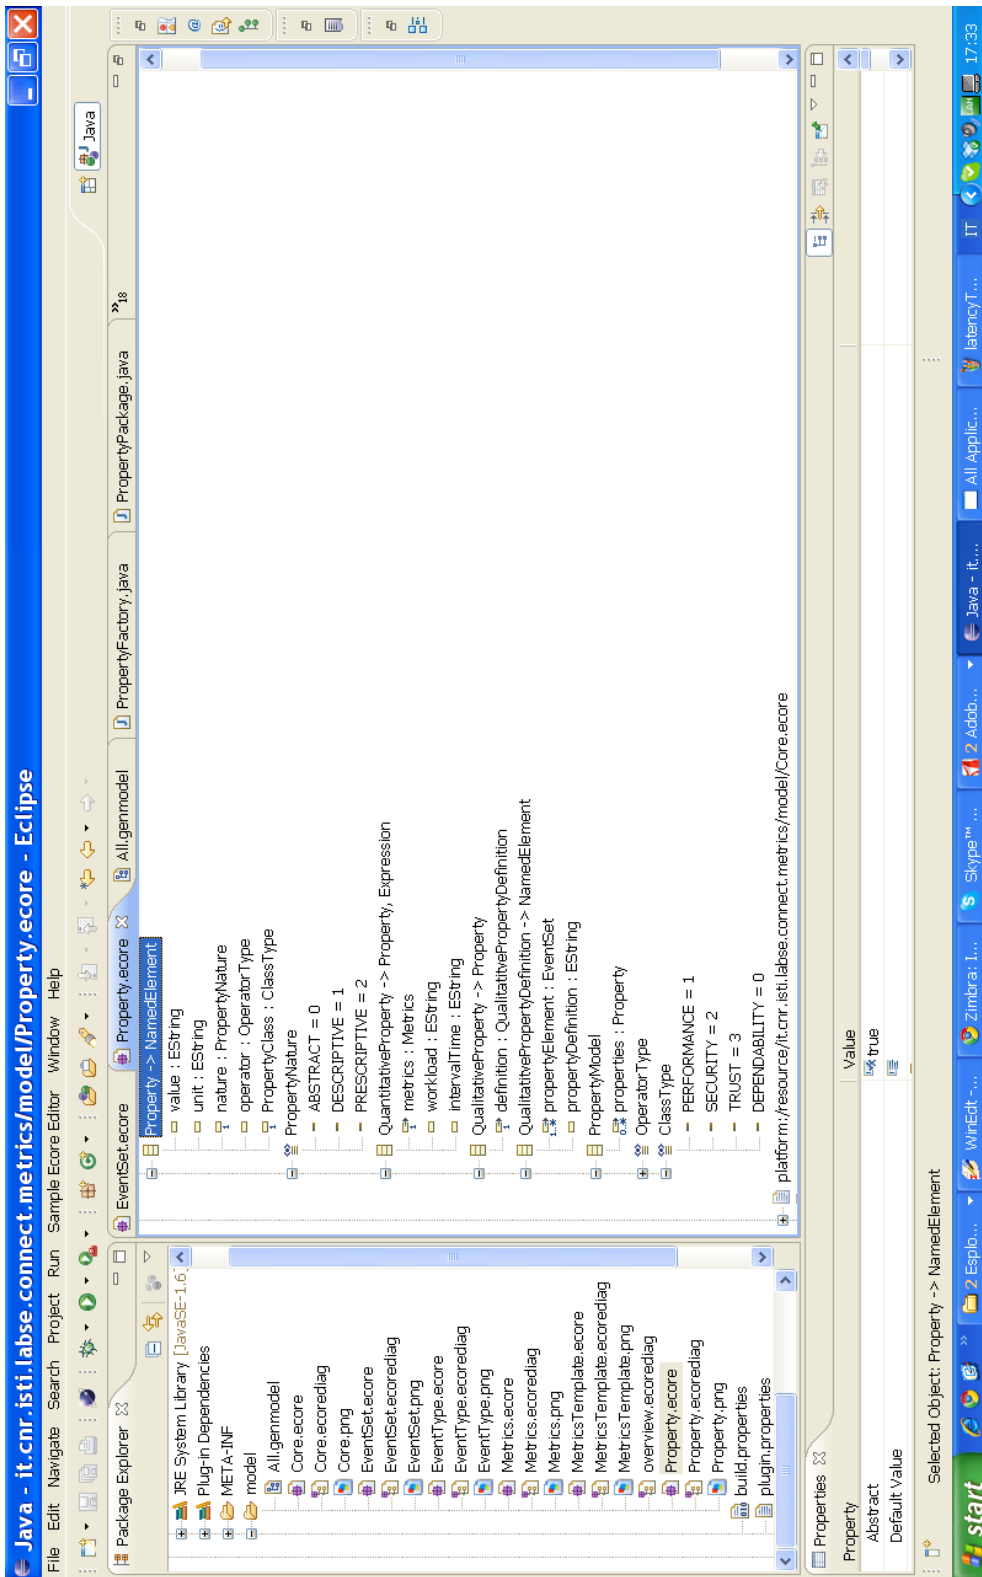 Java - it.cnr.isti.labse.connect.metrics/model/Property.ecore - Eclipse
File Edit Navigate Search Project Run Sample Ecore Editor Window Help
Java
Package Explorer
JRE System Library [JavaSE-1.6]
Plug-in Dependencies
META-INF
model
All.genmodel
Core.ecore
Core.ecorediag
Core.png
EventSet.ecore
EventSet.ecorediag
EventSet.png
EventType.ecore
EventType.ecorediag
EventType.png
Metrics.ecore
Metrics.ecorediag
Metrics.png
MetricsTemplate.ecore
MetricsTemplate.ecorediag
MetricsTemplate.png
overview.ecorediag
Property.ecore
Property.ecorediag
Property.png
build.properties
plugin.properties
EventSet.ecore Property.ecore All.genmodel PropertyFactory.java PropertyPackage.java »18
Property -> NamedElement
value : EString
unit : EString
nature : PropertyNature
operator : OperatorType
PropertyClass : ClassType
PropertyNature
ABSTRACT = 0
DESCRIPTIVE = 1
PRESCRIPTIVE = 2
QuantitativeProperty -> Property, Expression
metrics : Metrics
workload : EString
intervalTime : EString
QualitativeProperty -> Property
definition : QualitatitvePropertyDefinition
QualitatitvePropertyDefinition -> NamedElement
1..* propertyElement : EventSet
propertyDefinition : EString
PropertyModel
0..* properties : Property
OperatorType
ClassType
PERFORMANCE = 1
SECURITY = 2
TRUST = 3
DEPENDABILITY = 0
platform:/resource/it.cnr.isti.labse.connect.metrics/model/Core.ecore
Properties
Property Value
Abstract true
Default Value
Selected Object: Property -> NamedElement
start 2 Esplo... WinEdt -... Zimbra: I... Skype™ ... 2 Adob... Java - it.... All Applic... latencyT... IT LAN 17:33